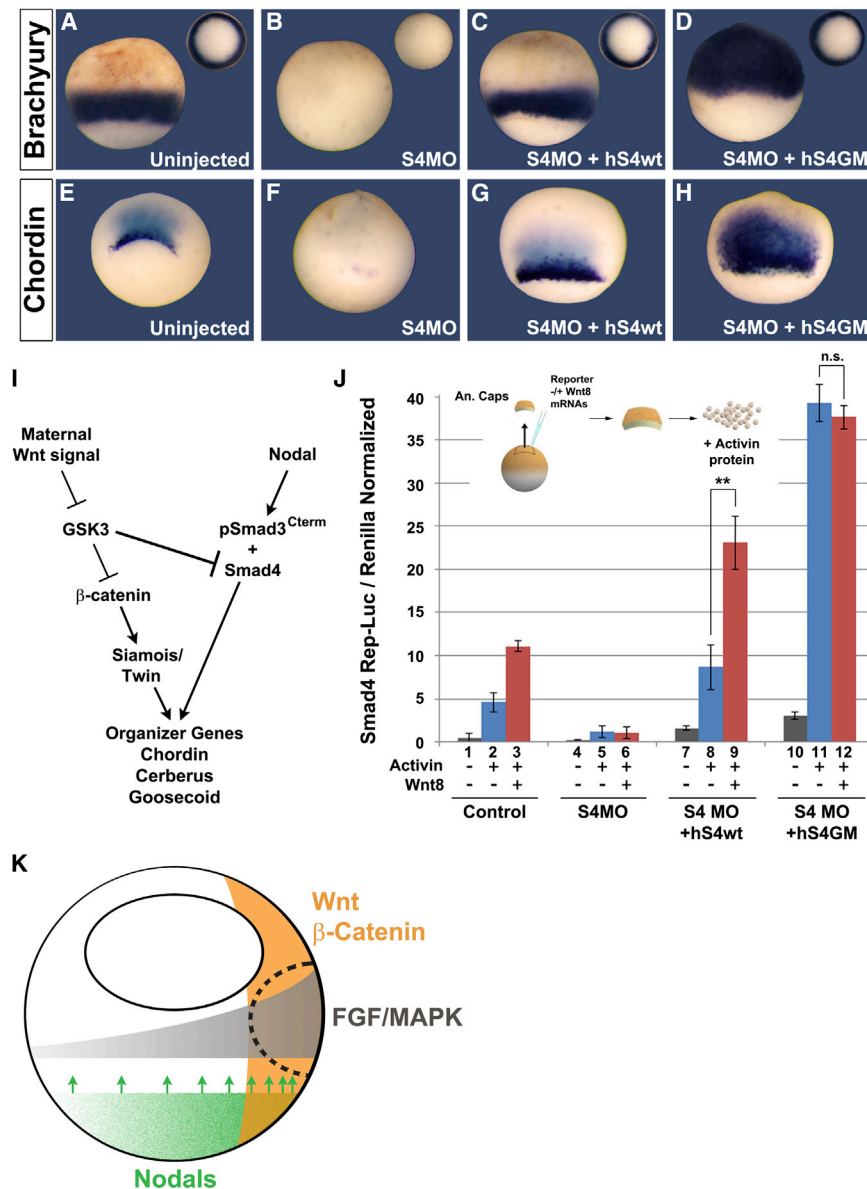 Brachyury
A
Uninjected
B
S4MO
C
S4MO + hS4wt
D
S4MO + hS4GM
Chordin
E
Uninjected
F
S4MO
G
S4MO + hS4wt
H
S4MO + hS4GM
I
Maternal
Wnt signal
Nodal
GSK3
pSmad3Cterm
+
Smad4
β-catenin
Siamois/
Twin
Organizer Genes
Chordin
Cerberus
Goosecoid
J
Smad4 Rep-Luc / Renilla Normalized
40
35
30
25
20
15
10
5
0
An. Caps
Reporter
-/+ Wnt8
mRNAs
+ Activin
protein
**
n.s.
1 2 3 4 5 6 7 8 9 10 11 12
Activin - + + - + + - + + - + +
Wnt8 - - + - - + - - + - - +
Control
S4MO
S4 MO
+hS4wt
S4 MO
+hS4GM
K
Wnt
β-Catenin
FGF/MAPK
Nodals